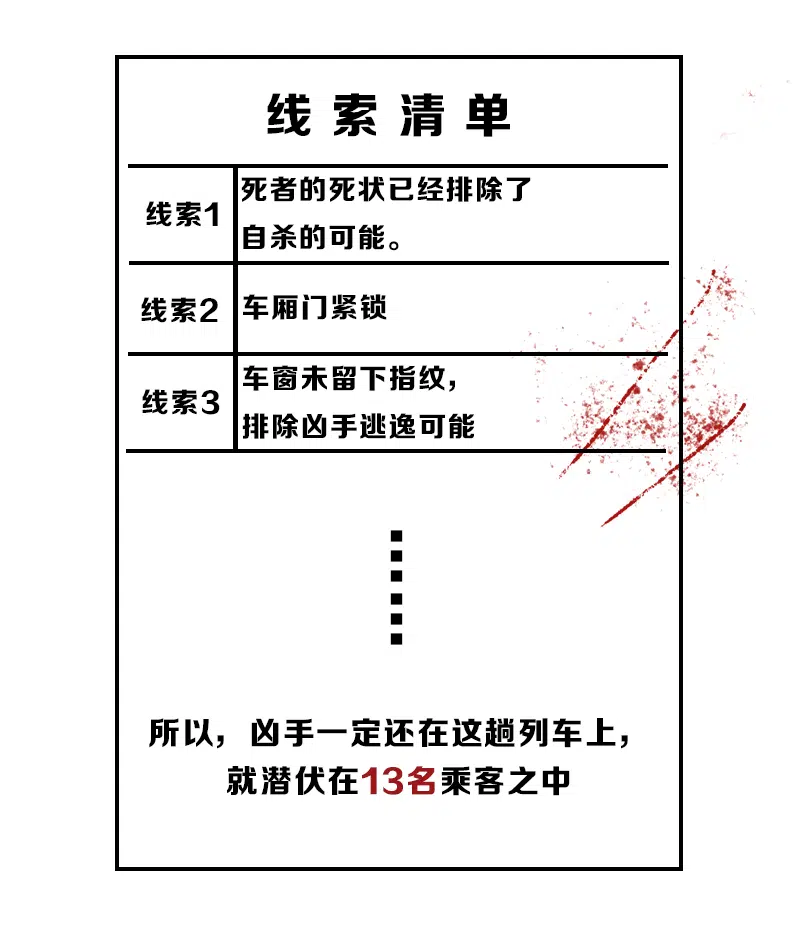 线索清单
线索1
死者的死状已经排除了
自杀的可能。
线索2
车厢门紧锁
线索3
车窗未留下指纹，
排除凶手逃逸可能
所以，凶手一定还在这趟列车上，
就潜伏在13名乘客之中